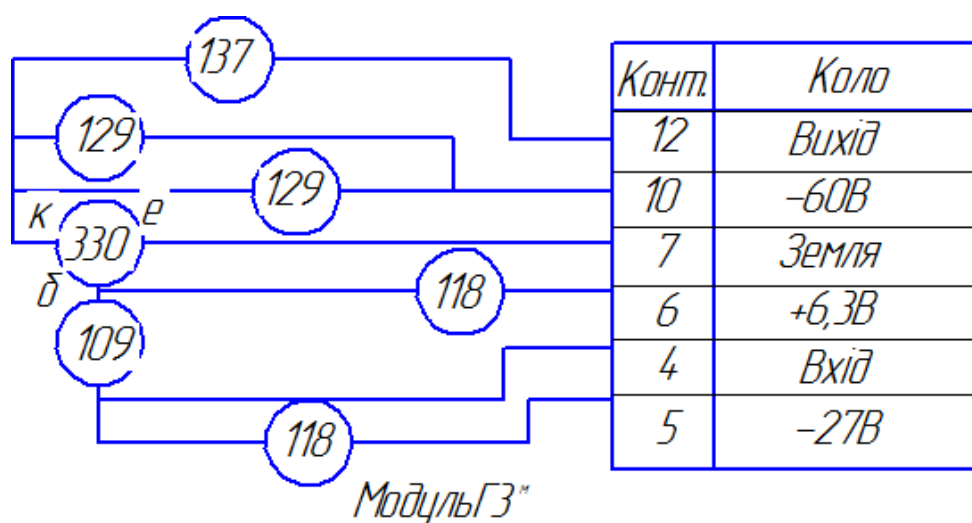 137
Конт. Коло
129
12 Вихід
129
10 -60В
к е
330
7 Земля
б
118
6 +6,3В
109
4 Вхід
118
5 -27В
МодульГЗм